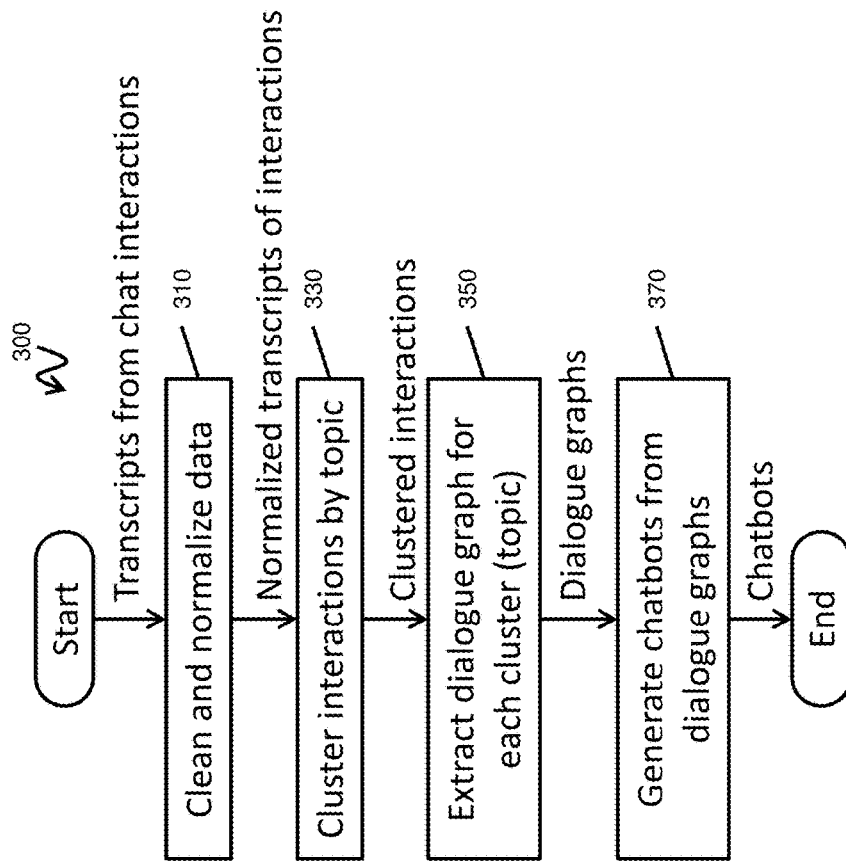 300
Start
Transcripts from chat interactions
310
Clean and normalize data
Normalized transcripts of interactions
330
Cluster interactions by topic
Clustered interactions
350
Extract dialogue graph for
each cluster (topic)
Dialogue graphs
370
Generate chatbots from
dialogue graphs
Chatbots
End